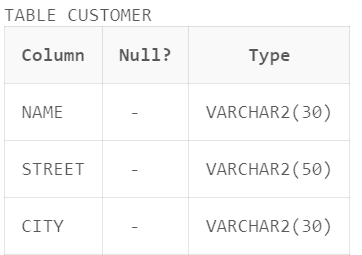 TABLE CUSTOMER
Column Null? Type
NAME - VARCHAR2(30)
STREET - VARCHAR2(50)
CITY - VARCHAR2(30)